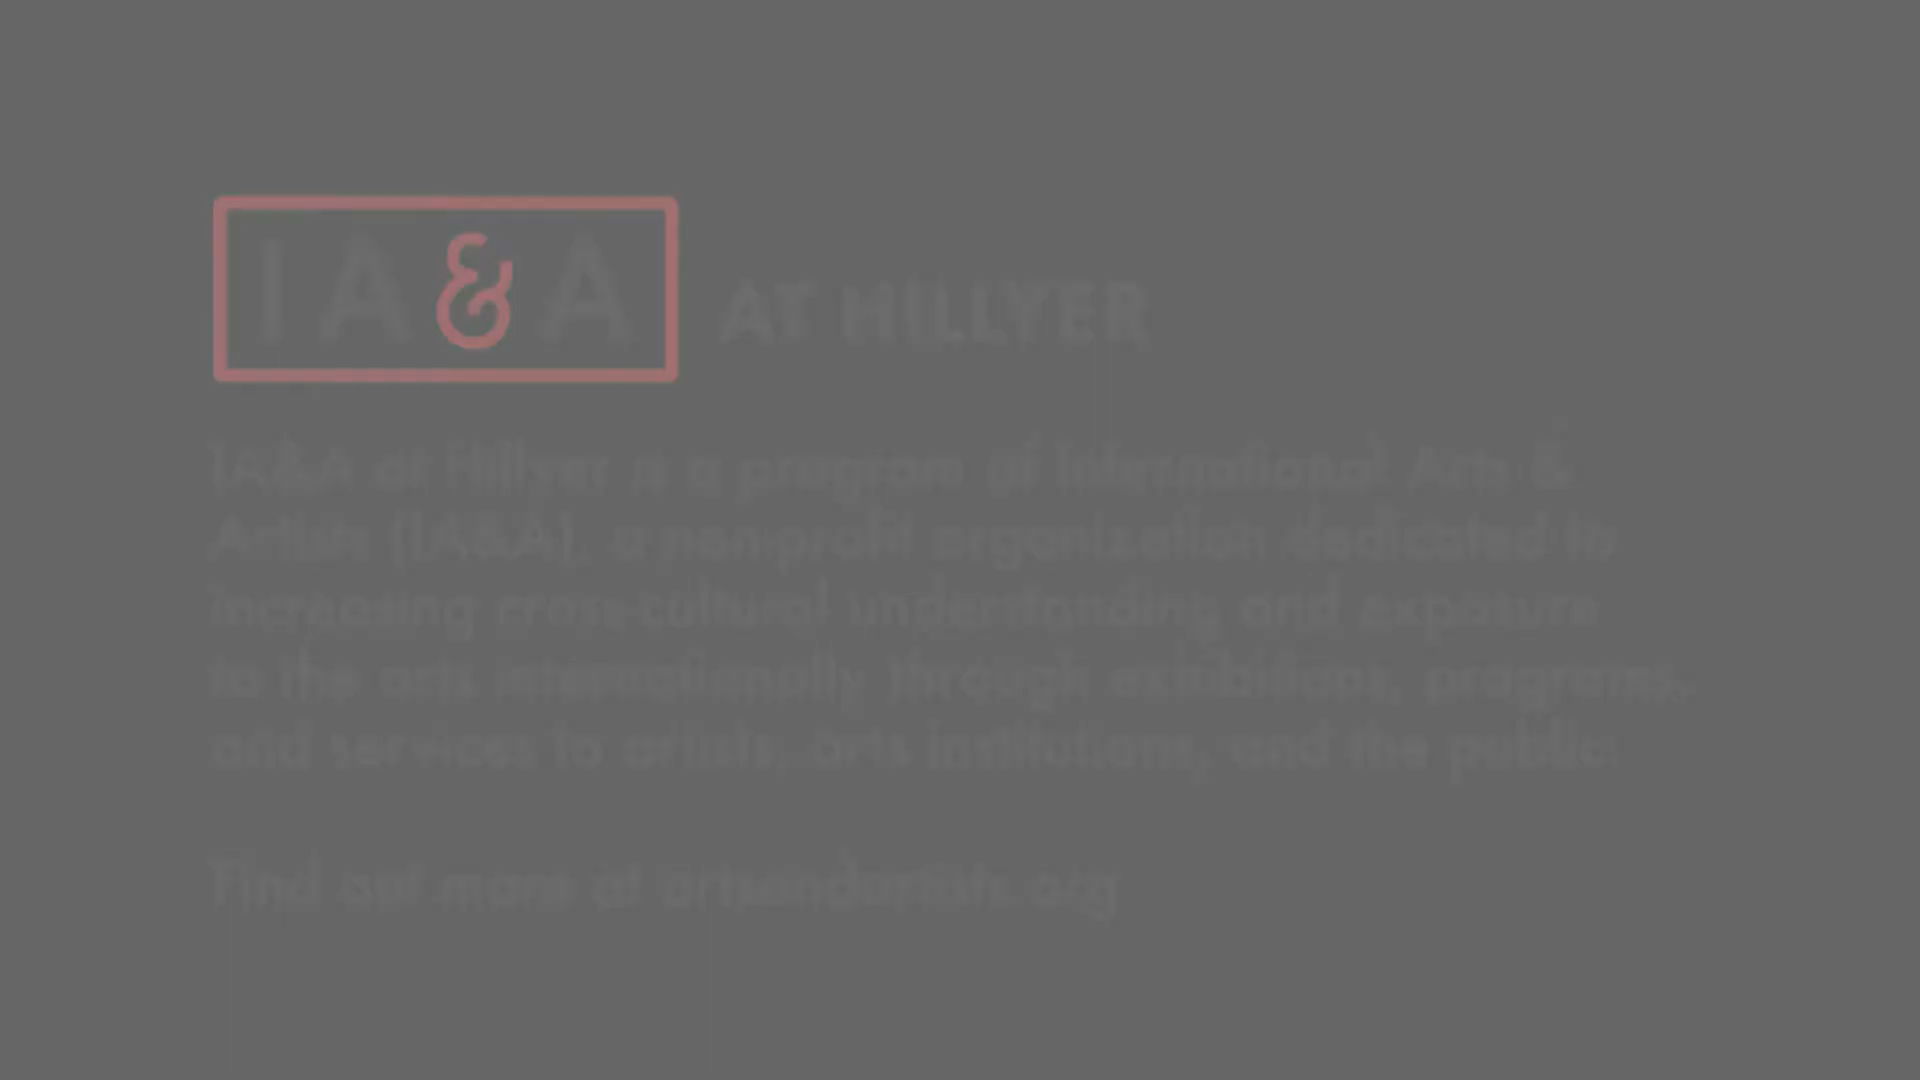 IA&A AT HILLYER
IA&A at Hillyer is a program of International Arts &
Artists (IA&A), a non-profit organization dedicated to
increasing cross-cultural understanding and exposure
to the arts internationally through exhibitions, programs,
and services to artists, arts institutions, and the public.
Find out more at artsandartists.org